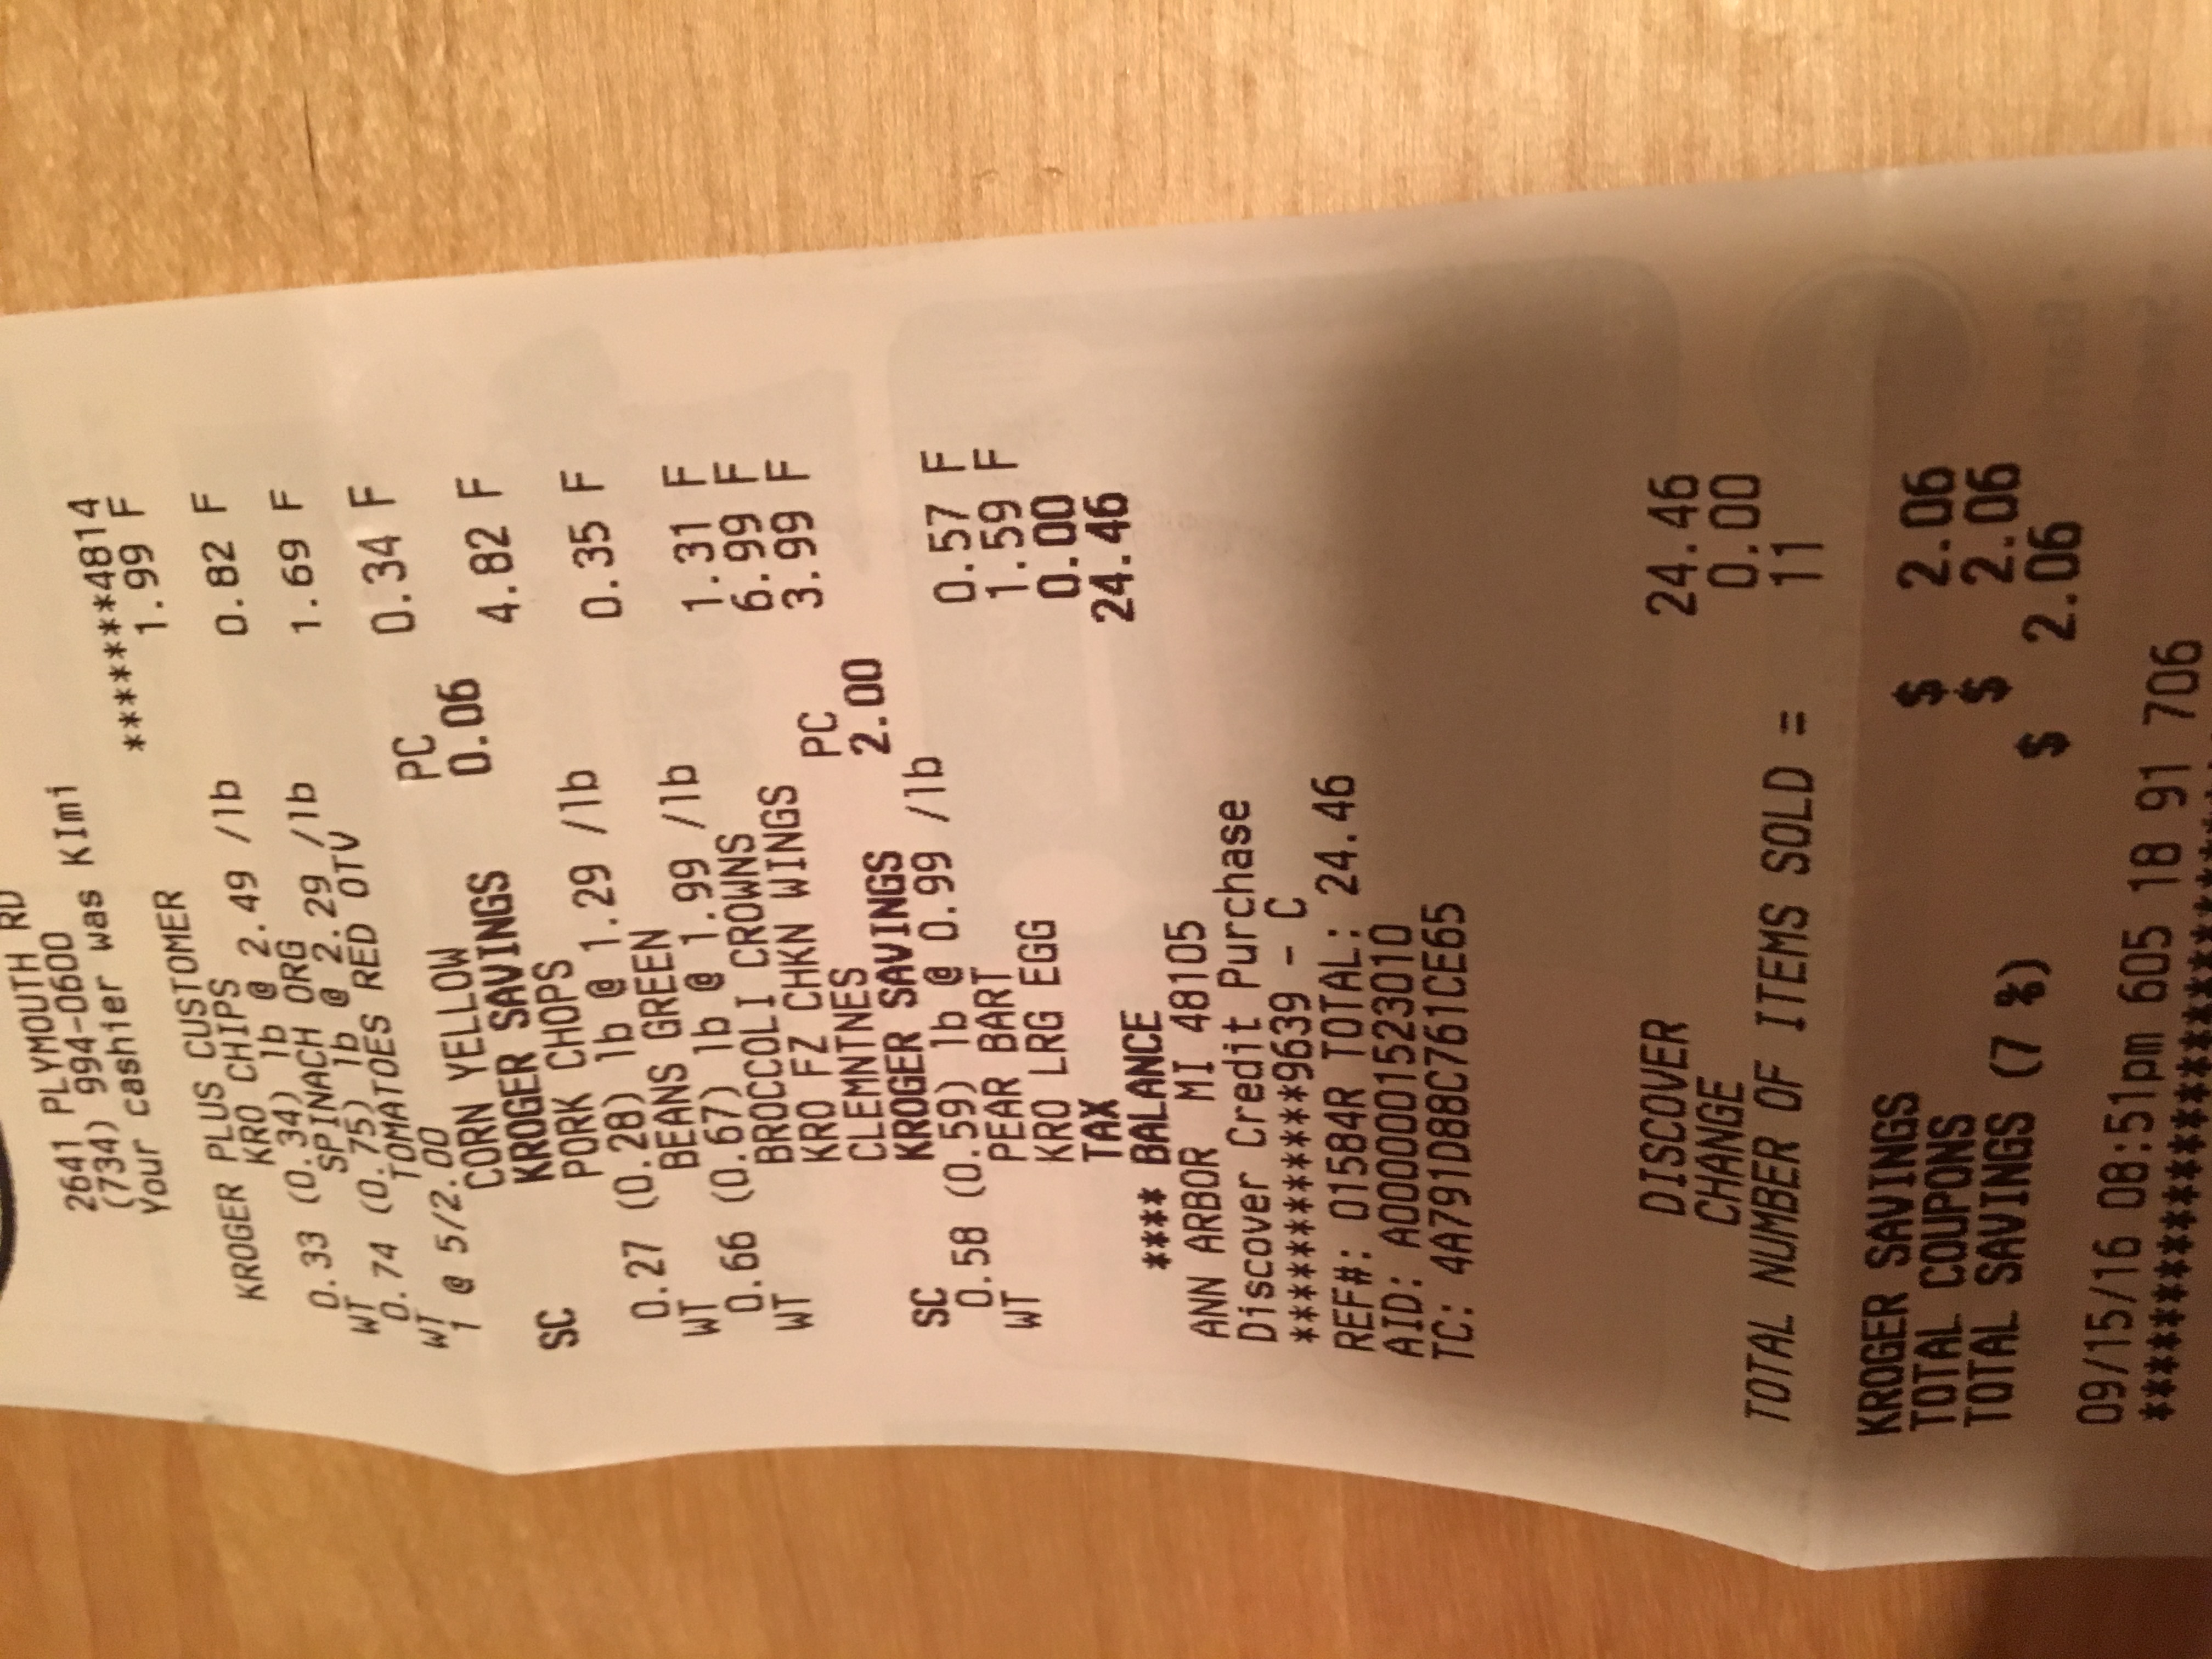 2641 PLYMOUTH RD
(734) 994-0600
Your cashier was KImi
KROGER PLUS CUSTOMER *******4814
KRO CHIPS 1.99 F
0.33 (0.34) lb @ 2.49 /lb
WT SPINACH ORG 0.82 F
0.74 (0.75) lb @ 2.29 /lb
WT TOMATOES RED OTV 1.69 F
1 @ 5/2.00
CORN YELLOW PC 0.34 F
SC KROGER SAVINGS 0.06
PORK CHOPS 4.82 F
0.27 (0.28) lb @ 1.29 /lb
WT BEANS GREEN 0.35 F
0.66 (0.67) lb @ 1.99 /lb
WT BROCCOLI CROWNS 1.31 F
KRO FZ CHKN WINGS 6.99 F
CLEMNTNES PC 3.99 F
SC KROGER SAVINGS 2.00
0.58 (0.59) lb @ 0.99 /lb
WT PEAR BART 0.57 F
KRO LRG EGG 1.59 F
TAX 0.00
**** BALANCE 24.46
ANN ARBOR MI 48105
Discover Credit Purchase
************9639 - C
REF#: 01584R TOTAL: 24.46
AID: A0000001523010
TC: 4A791D88C761CE65
DISCOVER 24.46
CHANGE 0.00
TOTAL NUMBER OF ITEMS SOLD = 11
KROGER SAVINGS $ 2.06
TOTAL COUPONS $ 2.06
TOTAL SAVINGS (7 %) $ 2.06
09/15/16 08:51pm 605 18 91 706